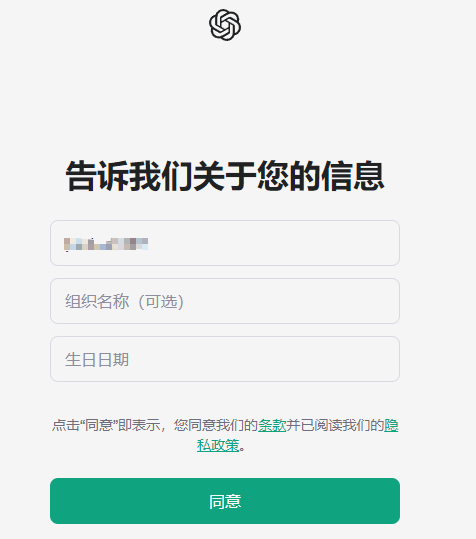 告诉我们关于您的信息
组织名称（可选）
生日日期
点击“同意”即表示，您同意我们的条款并已阅读我们的隐
私政策。
同意